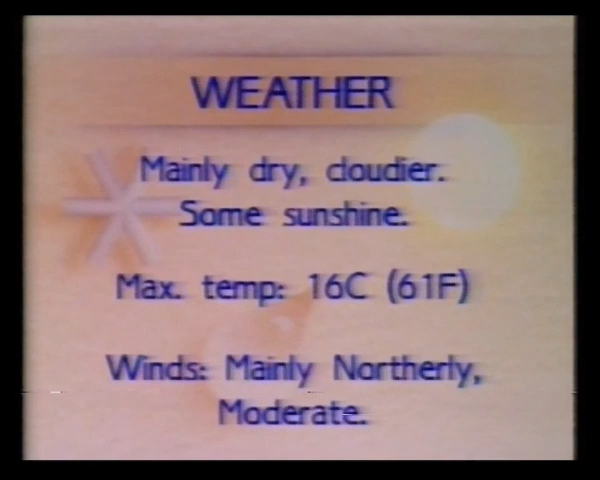 WEATHER
Mainly dry, cloudier.
Some sunshine.
Max. temp: 16C (61F)
Winds: Mainly Northerly,
Moderate.